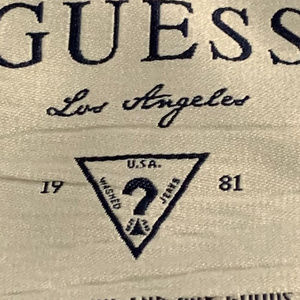 GUESS
Los Angeles
U.S.A.
19 WASHED ? JEANS 81